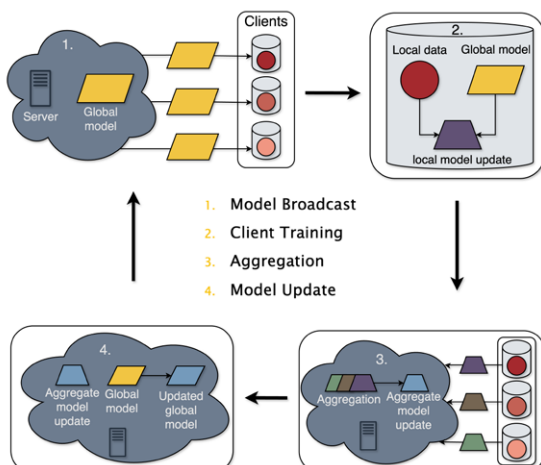 1.
Server
Global
model
Clients
2.
Local data
Global model
local model update
1. Model Broadcast
2. Client Training
3. Aggregation
4. Model Update
4.
Aggregate
model
update
Global
model
Updated
global
model
3.
Aggregation
Aggregate
model
update